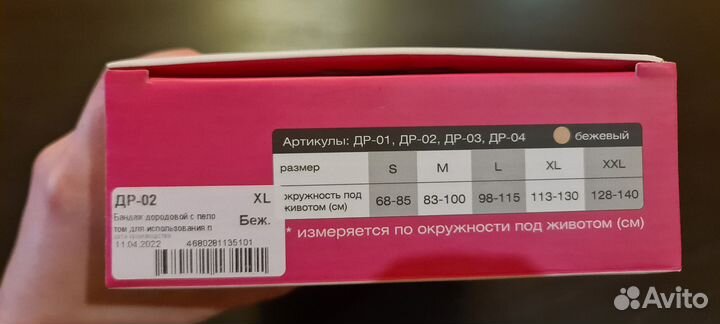 Артикулы: ДР-01, ДР-02, ДР-03, ДР-04 бежевый
размер S M L XL XXL
окружность под животом (см) 68-85 83-100 98-115 113-130 128-140
* измеряется по окружности под животом (см)
ДР-02 XL
Бандаж дородовой с пело
том для использования п Беж.
дата производства
11.04.2022 4680281135101
Avito